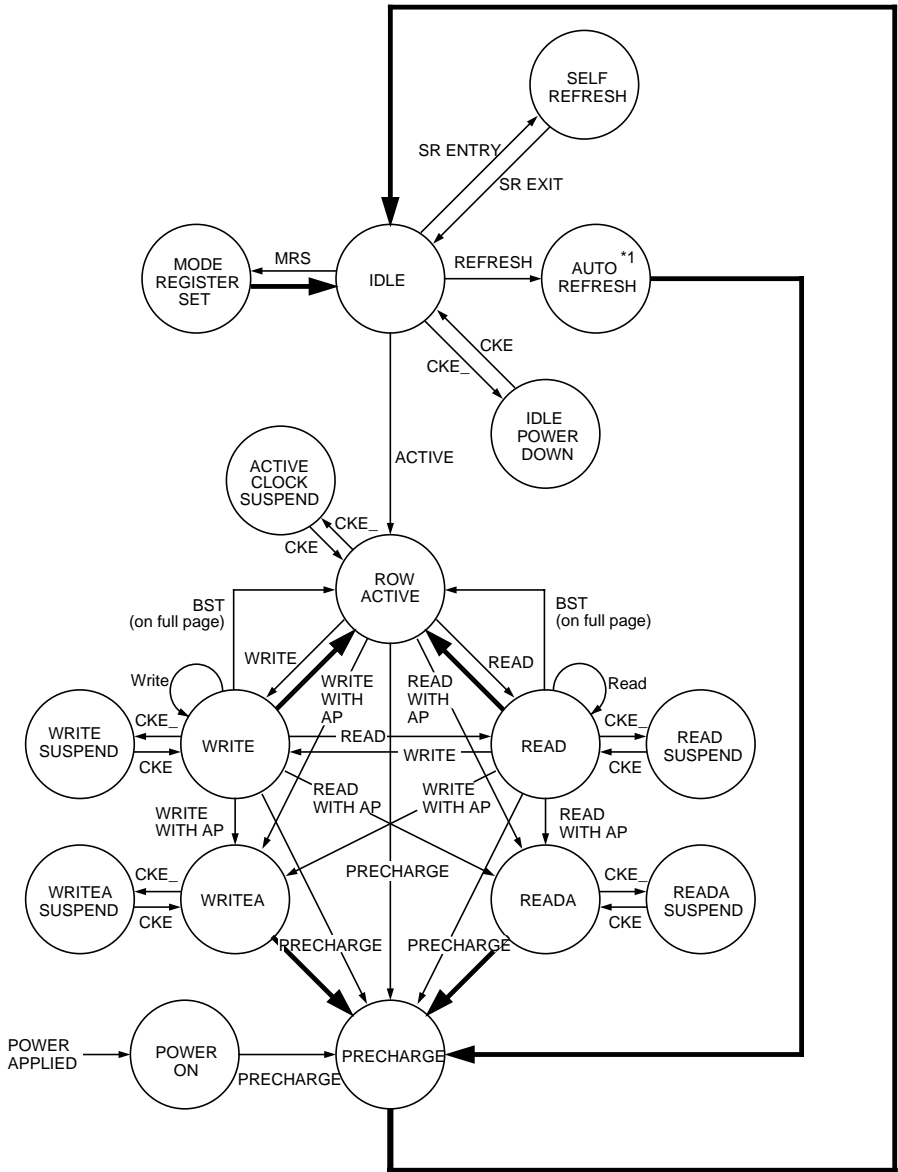 SELF
REFRESH
SR ENTRY
SR EXIT
MODE
REGISTER
SET
MRS
IDLE
REFRESH
AUTO *1
REFRESH
CKE
CKE_
IDLE
POWER
DOWN
ACTIVE
ACTIVE
CLOCK
SUSPEND
CKE_
CKE
ROW
ACTIVE
BST
(on full page)
BST
(on full page)
WRITE
READ
Write
WRITE
WITH
AP
READ
WITH
AP
Read
WRITE
SUSPEND
CKE_
CKE
WRITE
READ
WRITE
READ
CKE_
CKE
READ
SUSPEND
WRITE
WITH AP
READ
WITH AP
WRITE
WITH AP
READ
WITH AP
WRITEA
SUSPEND
CKE_
CKE
WRITEA
PRECHARGE
READA
CKE_
CKE
READA
SUSPEND
PRECHARGE
PRECHARGE
POWER
APPLIED
POWER
ON
PRECHARGE
PRECHARGE